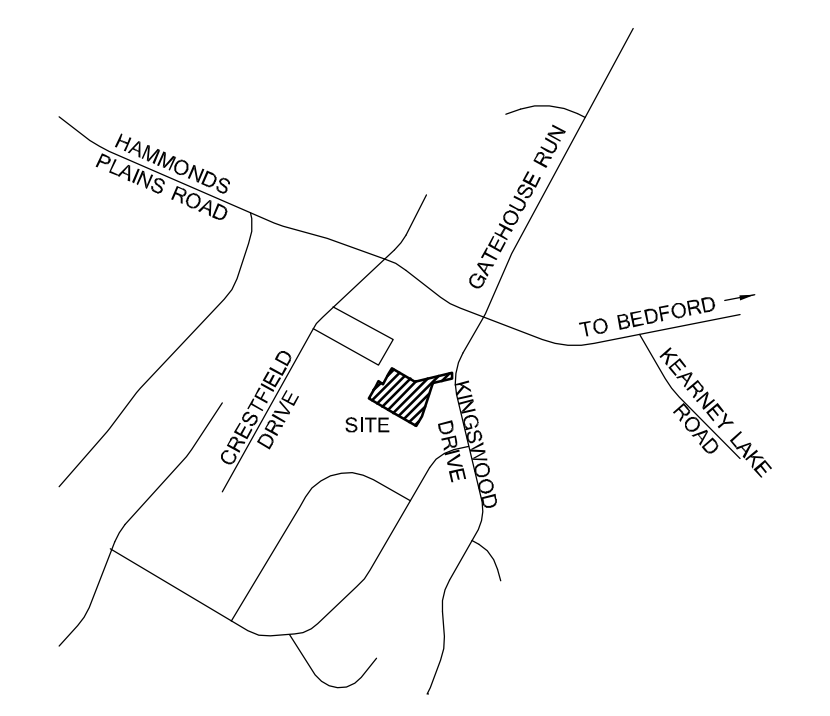 HAMMONDS
PLAINS ROAD
GATEHOUSE RUN
TO BEDFORD
KEARNEY LAKE
ROAD
CRESTFIELD
DRIVE
SITE
KINGSWOOD
DRIVE